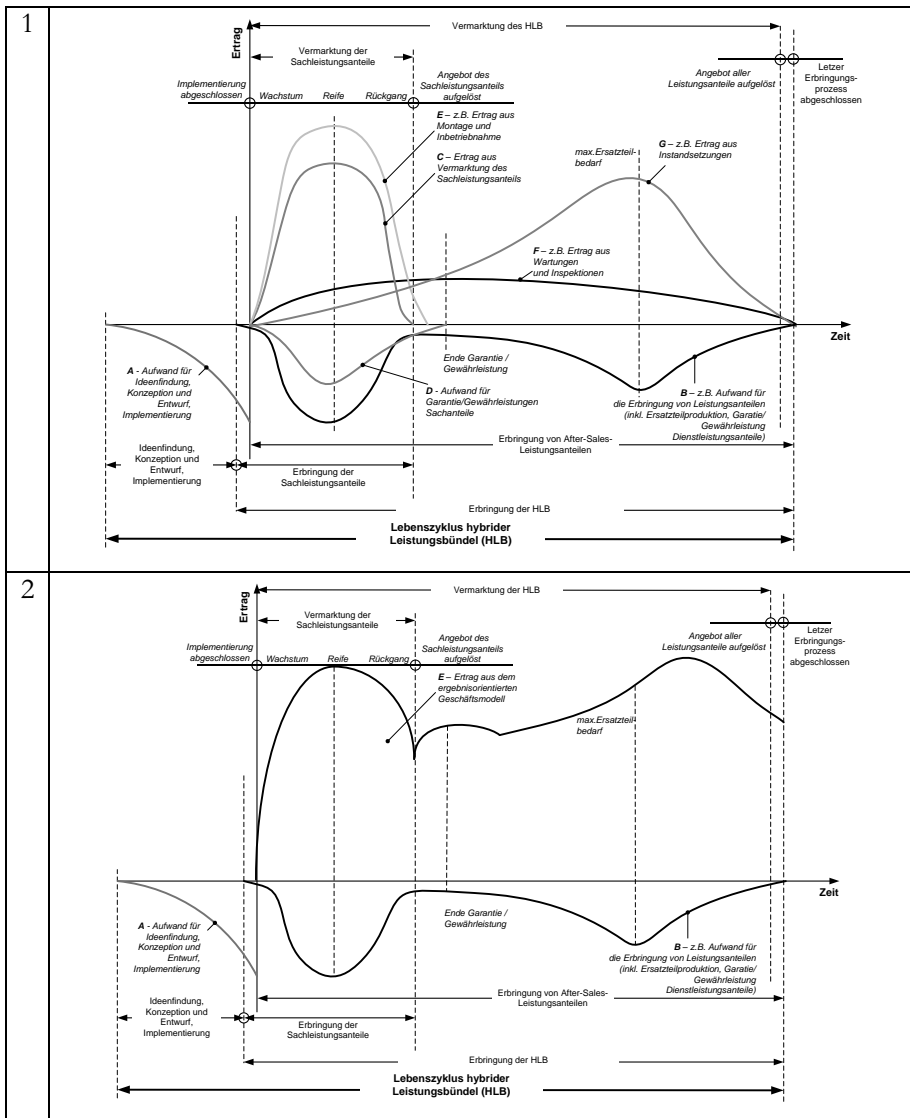 1
Ertrag
Vermarktung des HLB
Vermarktung der
Sachleistungsanteile
Implementierung
abgeschlossen
Wachstum
Reife
Rückgang
Angebot des
Sachleistungsanteils
aufgelöst
Angebot aller
Leistungsanteile aufgelöst
Letzer
Erbringungs-
prozess
abgeschlossen
E – z.B. Ertrag aus
Montage und
Inbetriebnahme
C – Ertrag aus
Vermarktung des
Sachleistungsanteils
max.Ersatzteil-
bedarf
G – z.B. Ertrag aus
Instandsetzungen
F – z.B. Ertrag aus
Wartungen
und Inspektionen
Zeit
A - Aufwand für
Ideenfindung,
Konzeption und
Entwurf,
Implementierung
Ende Garantie /
Gewährleistung
D - Aufwand für
Garantie/Gewährleistungen
Sachanteile
B – z.B. Aufwand für
die Erbringung von Leistungsanteilen
(inkl. Ersatzteilproduktion, Garatie/
Gewährleistung
Dienstleistungsanteile)
Erbringung von After-Sales-
Leistungsanteilen
Ideenfindung,
Konzeption und
Entwurf,
Implementierung
Erbringung der
Sachleistungsanteile
Erbringung der HLB
Lebenszyklus hybrider
Leistungsbündel (HLB)
2
Ertrag
Vermarktung der HLB
Vermarktung der
Sachleistungsanteile
Implementierung
abgeschlossen
Wachstum
Reife
Rückgang
Angebot des
Sachleistungsanteils
aufgelöst
Angebot aller
Leistungsanteile aufgelöst
Letzer
Erbringungs-
prozess
abgeschlossen
E – Ertrag aus dem
ergebnisorientierten
Geschäftsmodell
max.Ersatzteil-
bedarf
Zeit
A - Aufwand für
Ideenfindung,
Konzeption und
Entwurf,
Implementierung
Ende Garantie /
Gewährleistung
B – z.B. Aufwand für
die Erbringung von Leistungsanteilen
(inkl. Ersatzteilproduktion, Garatie/
Gewährleistung
Dienstleistungsanteile)
Erbringung von After-Sales-
Leistungsanteilen
Ideenfindung,
Konzeption und
Entwurf,
Implementierung
Erbringung der
Sachleistungsanteile
Erbringung der HLB
Lebenszyklus hybrider
Leistungsbündel (HLB)